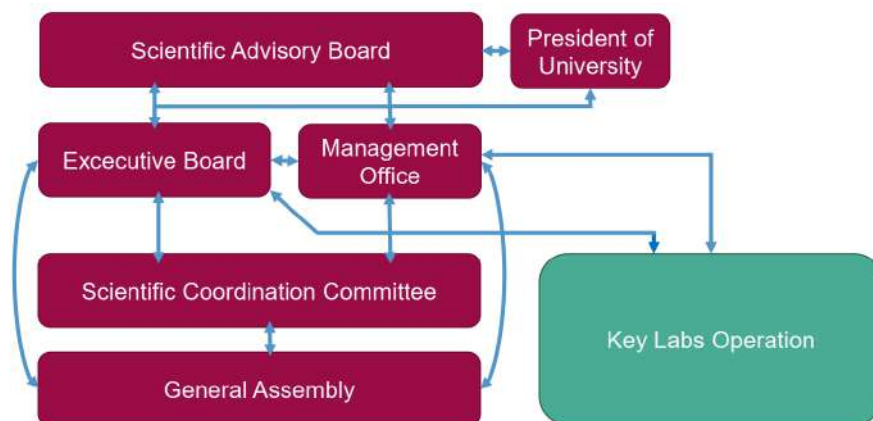 Scientific Advisory Board
President of
University
Excecutive Board
Management
Office
Scientific Coordination Committee
Key Labs Operation
General Assembly